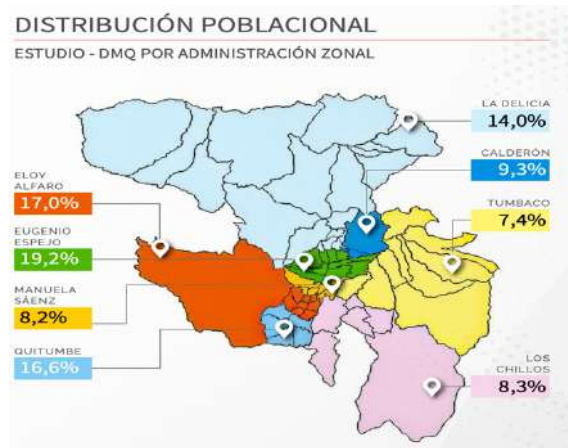 DISTRIBUCIÓN POBLACIONAL
ESTUDIO - DMQ POR ADMINISTRACIÓN ZONAL
LA DELICIA
14,0%
CALDERÓN
9,3%
ELOY
ALFARO
17,0%
TUMBACO
7,4%
EUGENIO
ESPEJO
19,2%
MANUELA
SÁENZ
8,2%
QUITUMBE
16,6%
LOS
CHILLOS
8,3%